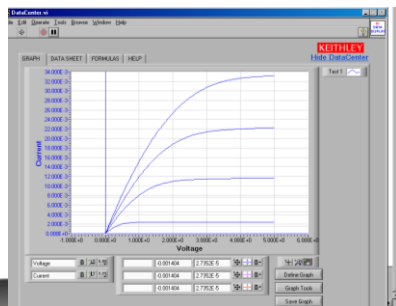 DataCenter.vi
Edit Operate Tools Browse Window Help
KEITHLEY
Hide DataCenter
GRAPH DATA SHEET FORMULAS HELP
Test 1
34.000E-3
32.000E-3
30.000E-3
28.000E-3
26.000E-3
24.000E-3
22.000E-3
20.000E-3
18.000E-3
16.000E-3
14.000E-3
12.000E-3
10.000E-3
8.000E-3
6.000E-3
4.000E-3
2.000E-3
0.000E+0
Current
-1.000E+0 0.000E+0 1.000E+0 2.000E+0 3.000E+0 4.000E+0 5.000E+0 6.000E+0
Voltage
Voltage
Current
-0.001404 2.7352E-5
-0.001404 2.7352E-5
-0.001404 2.7352E-5
Define Graph
Graph Tools
Save Graph